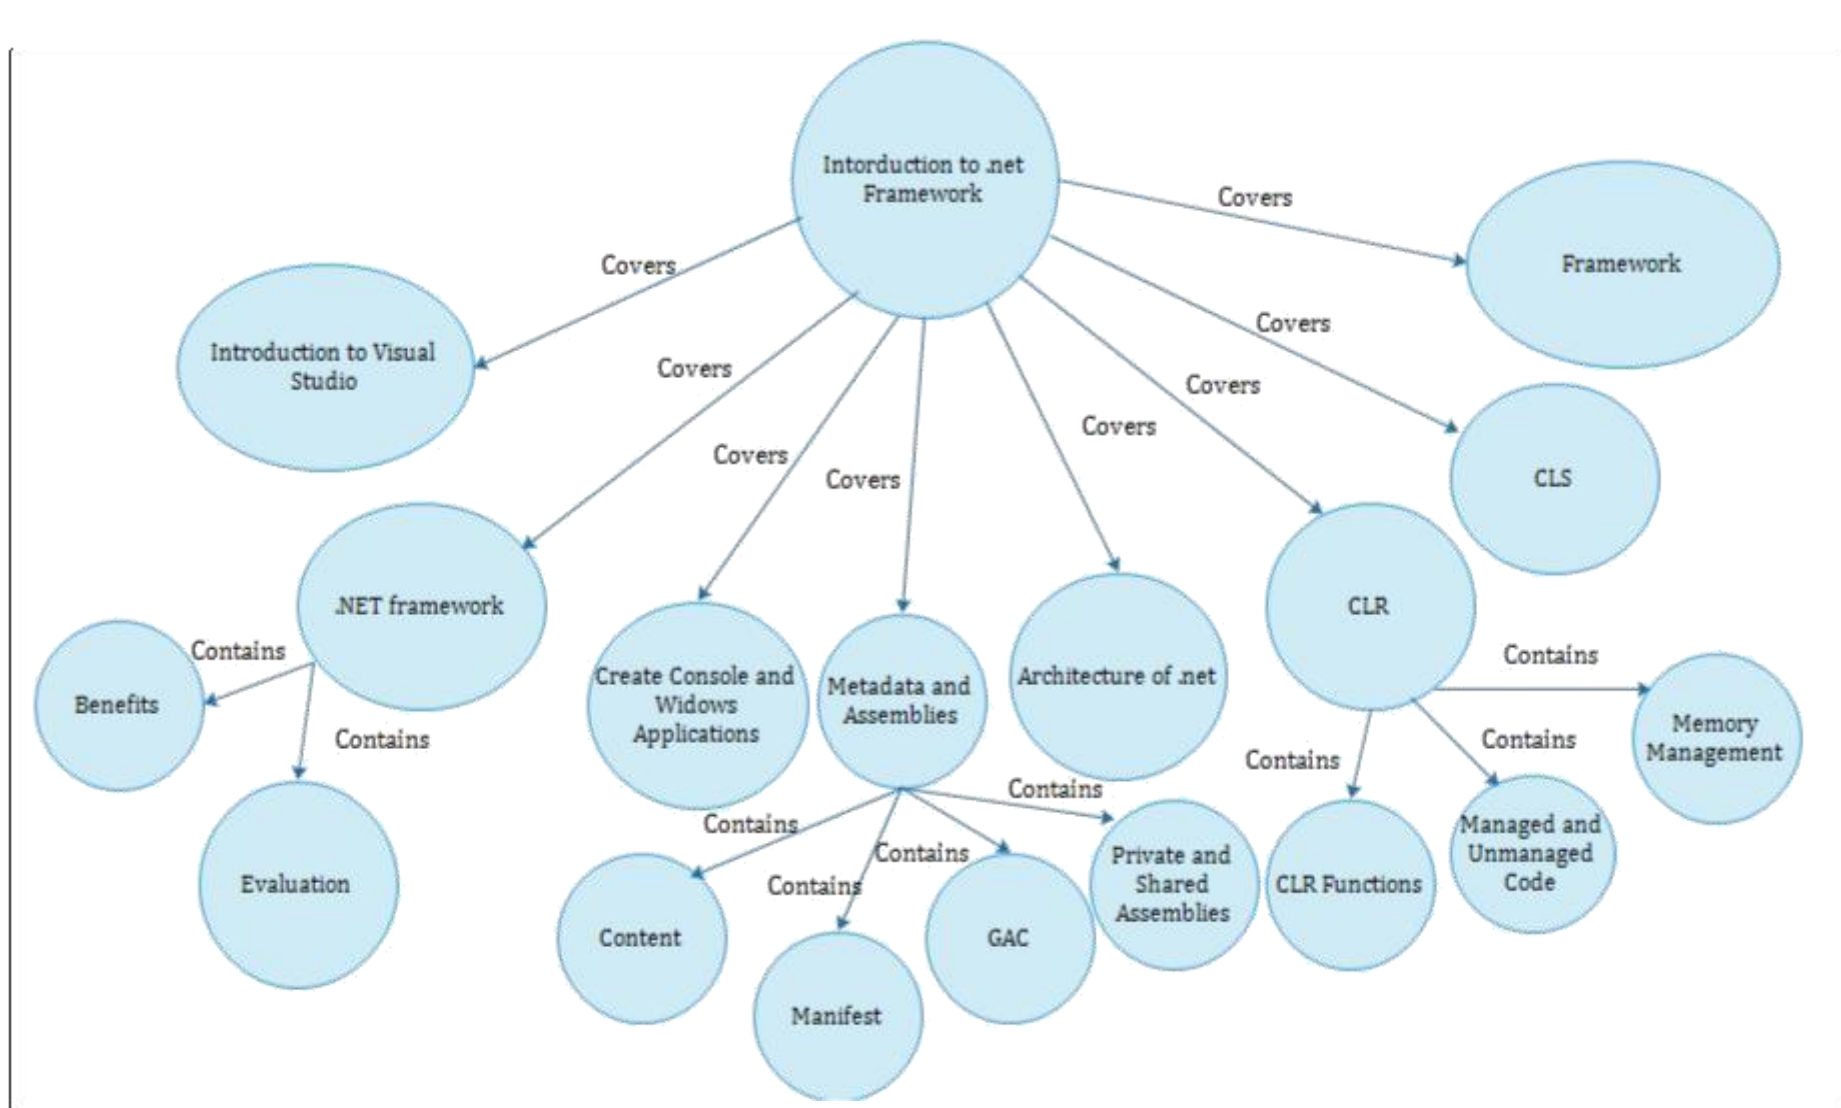 Intorduction to .net
Framework
Covers
Framework
Covers
Introduction to Visual
Studio
Covers
CLS
Covers
Covers
Covers
Covers
Covers
.NET framework
CLR
Create Console and
Widows
Applications
Metadata and
Assemblies
Architecture of .net
Contains
Benefits
Contains
Evaluation
Contains
Content
Contains
Manifest
Contains
GAC
Contains
Private and
Shared
Assemblies
Contains
CLR Functions
Contains
Managed and
Unmanaged
Code
Contains
Memory
Management